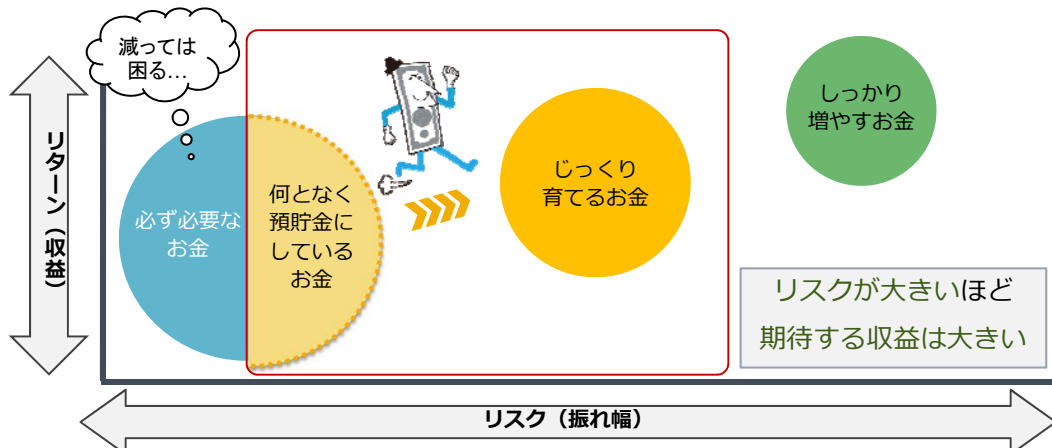 減っては
困る…
リターン（収益）
必ず必要な
お金
何となく
預貯金に
している
お金
じっくり
育てるお金
しっかり
増やすお金
リスクが大きいほど
期待する収益は大きい
リスク（振れ幅）